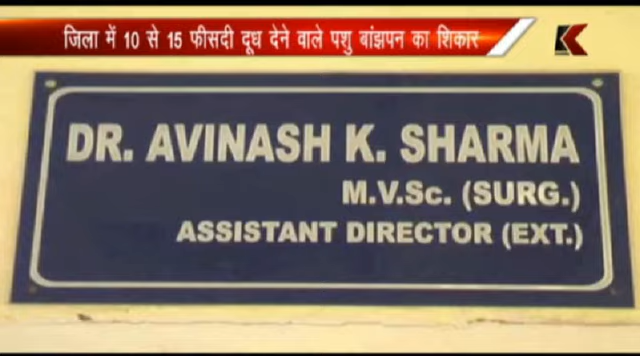 जिला में 10 से 15 फीसदी दूध देने वाले पशु बांझपन का शिकार
K
DR. AVINASH K. SHARMA
M.V.Sc. (SURG.)
ASSISTANT DIRECTOR (EXT.)